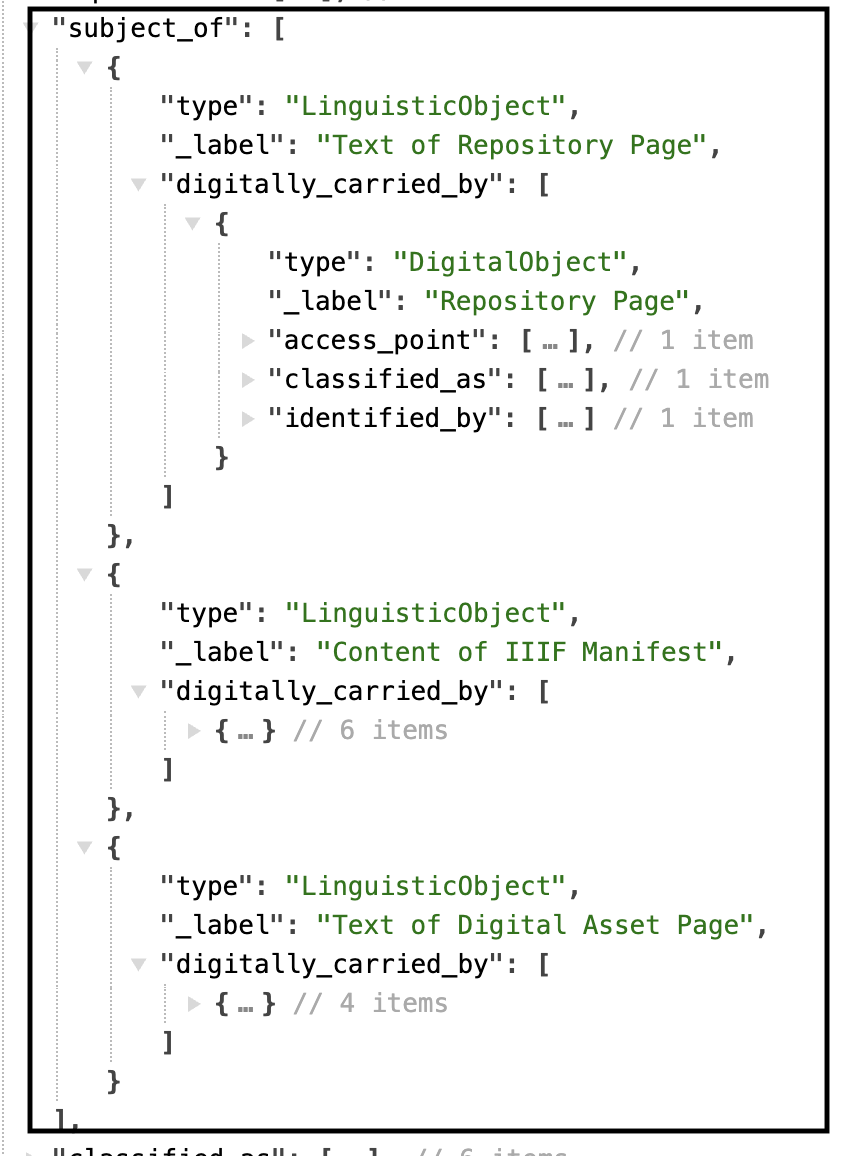 "subject_of": [
{
"type": "LinguisticObject",
"_label": "Text of Repository Page",
"digitally_carried_by": [
{
"type": "DigitalObject",
"_label": "Repository Page",
"access_point": [ … ], // 1 item
"classified_as": [ … ], // 1 item
"identified_by": [ … ] // 1 item
}
]
},
{
"type": "LinguisticObject",
"_label": "Content of IIIF Manifest",
"digitally_carried_by": [
{ … } // 6 items
]
},
{
"type": "LinguisticObject",
"_label": "Text of Digital Asset Page",
"digitally_carried_by": [
{ … } // 4 items
]
}
],
"classified_as": [ … ], // 6 items